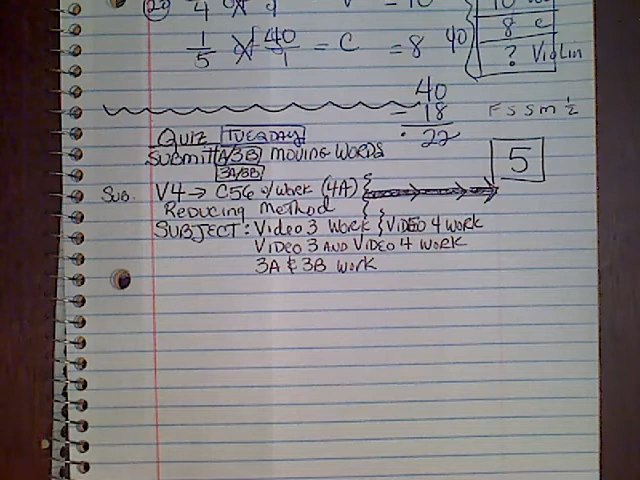 22 1/4
1/5 x 40/1 = C = 8 40
8 C
? Violin
40
- 18
22
F S S M 1/2
Quiz TUESDAY
Submit A/3B MOVING WORDS
3A/3B
5
SUB. V4 → C56 w/work (4A)
Reducing Method
SUBJECT: Video 3 Work VIDEO 4 WORK
VIDEO 3 AND VIDEO 4 WORK
3A & 3B WORK